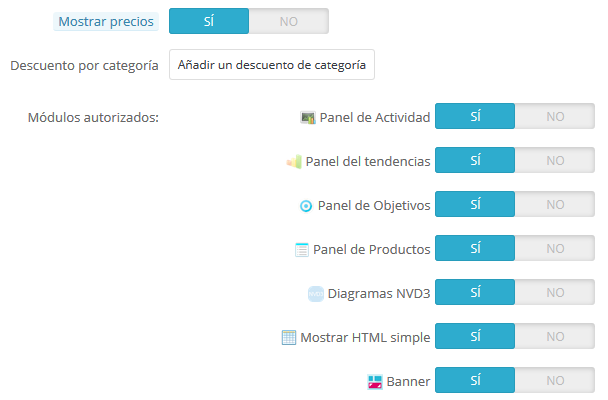 Mostrar precios SÍ NO
Descuento por categoría Añadir un descuento de categoría
Módulos autorizados: Panel de Actividad SÍ NO
Panel del tendencias SÍ NO
Panel de Objetivos SÍ NO
Panel de Productos SÍ NO
Diagramas NVD3 SÍ NO
Mostrar HTML simple SÍ NO
Banner SÍ NO